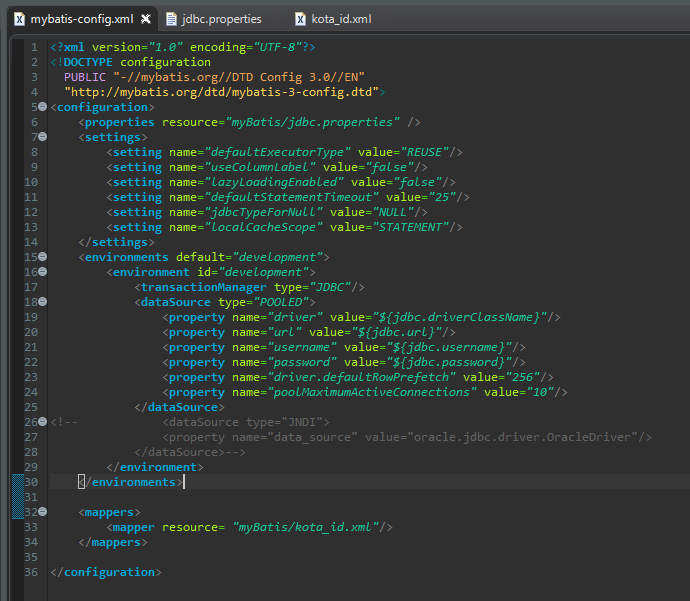 mybatis-config.xml jdbc.properties kota_id.xml
1 <?xml version="1.0" encoding="UTF-8"?>
2 <!DOCTYPE configuration
3   PUBLIC "-//mybatis.org//DTD Config 3.0//EN"
4   "http://mybatis.org/dtd/mybatis-3-config.dtd">
5 <configuration>
6     <properties resource="myBatis/jdbc.properties" />
7     <settings>
8         <setting name="defaultExecutorType" value="REUSE"/>
9         <setting name="useColumnLabel" value="false"/>
10         <setting name="lazyLoadingEnabled" value="false"/>
11         <setting name="defaultStatementTimeout" value="25"/>
12         <setting name="jdbcTypeForNull" value="NULL"/>
13         <setting name="localCacheScope" value="STATEMENT"/>
14     </settings>
15     <environments default="development">
16         <environment id="development">
17             <transactionManager type="JDBC"/>
18             <dataSource type="POOLED">
19                 <property name="driver" value="${jdbc.driverClassName}"/>
20                 <property name="url" value="${jdbc.url}"/>
21                 <property name="username" value="${jdbc.username}"/>
22                 <property name="password" value="${jdbc.password}"/>
23                 <property name="driver.defaultRowPrefetch" value="256"/>
24                 <property name="poolMaximumActiveConnections" value="10"/>
25             </dataSource>
26 <!--            <dataSource type="JNDI">
27                 <property name="data_source" value="oracle.jdbc.driver.OracleDriver"/>
28             </dataSource>-->
29         </environment>
30     </environments>
31
32     <mappers>
33         <mapper resource= "myBatis/kota_id.xml"/>
34     </mappers>
35
36 </configuration>